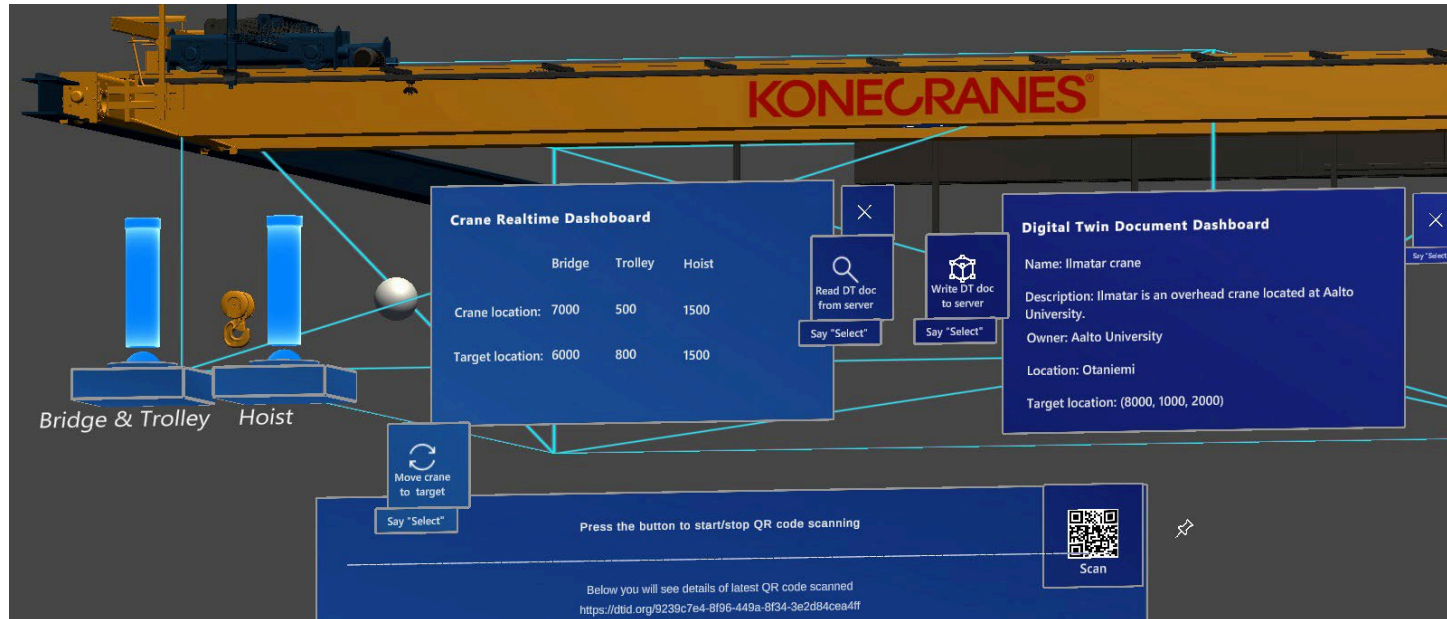 KONECRANES®
Crane Realtime Dashoboard
Bridge Trolley Hoist
Crane location: 7000 500 1500
Target location: 6000 800 1500
Read DT doc
from server
Say "Select"
Write DT doc
to server
Say "Select"
Digital Twin Document Dashboard
Name: Ilmatar crane
Description: Ilmatar is an overhead crane located at Aalto
University.
Owner: Aalto University
Location: Otaniemi
Target location: (8000, 1000, 2000)
Say "Select
Bridge & Trolley
Hoist
Move crane
to target
Say "Select"
Press the button to start/stop QR code scanning
Scan
Below you will see details of latest QR code scanned
https://dtid.org/9239c7e4-8f96-449a-8f34-3e2d84cea4ff